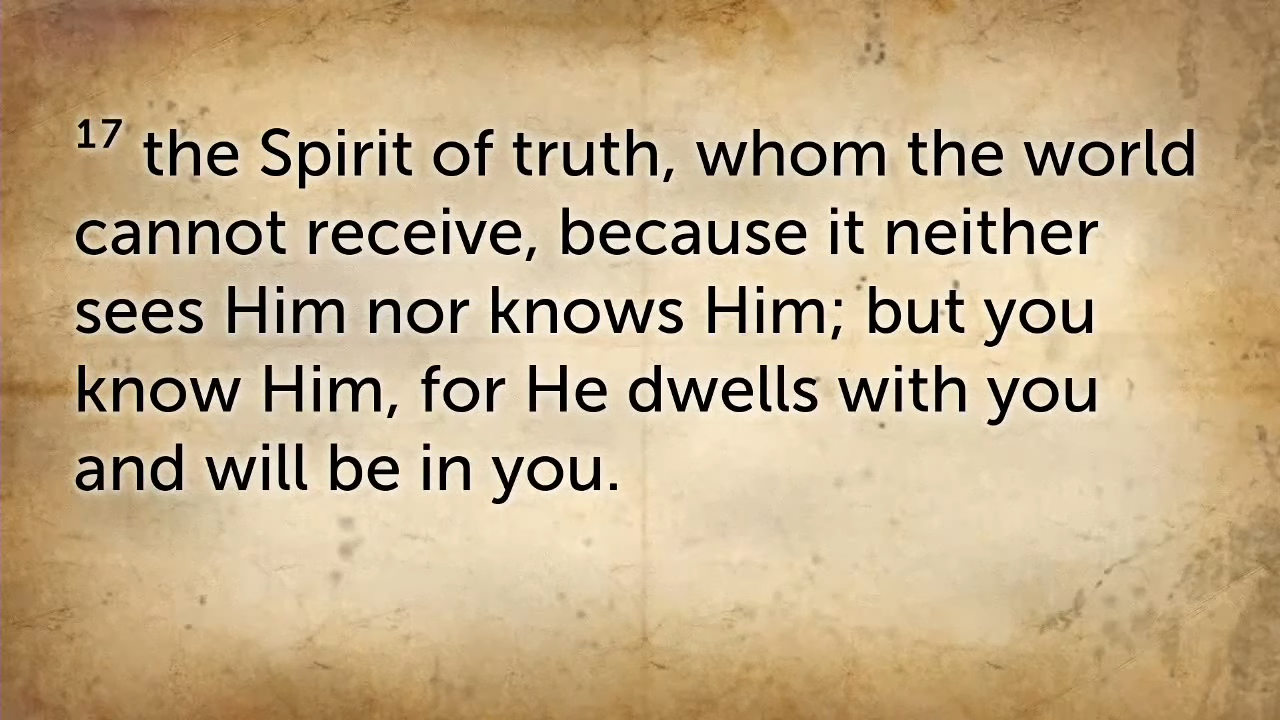 17 the Spirit of truth, whom the world
cannot receive, because it neither
sees Him nor knows Him; but you
know Him, for He dwells with you
and will be in you.